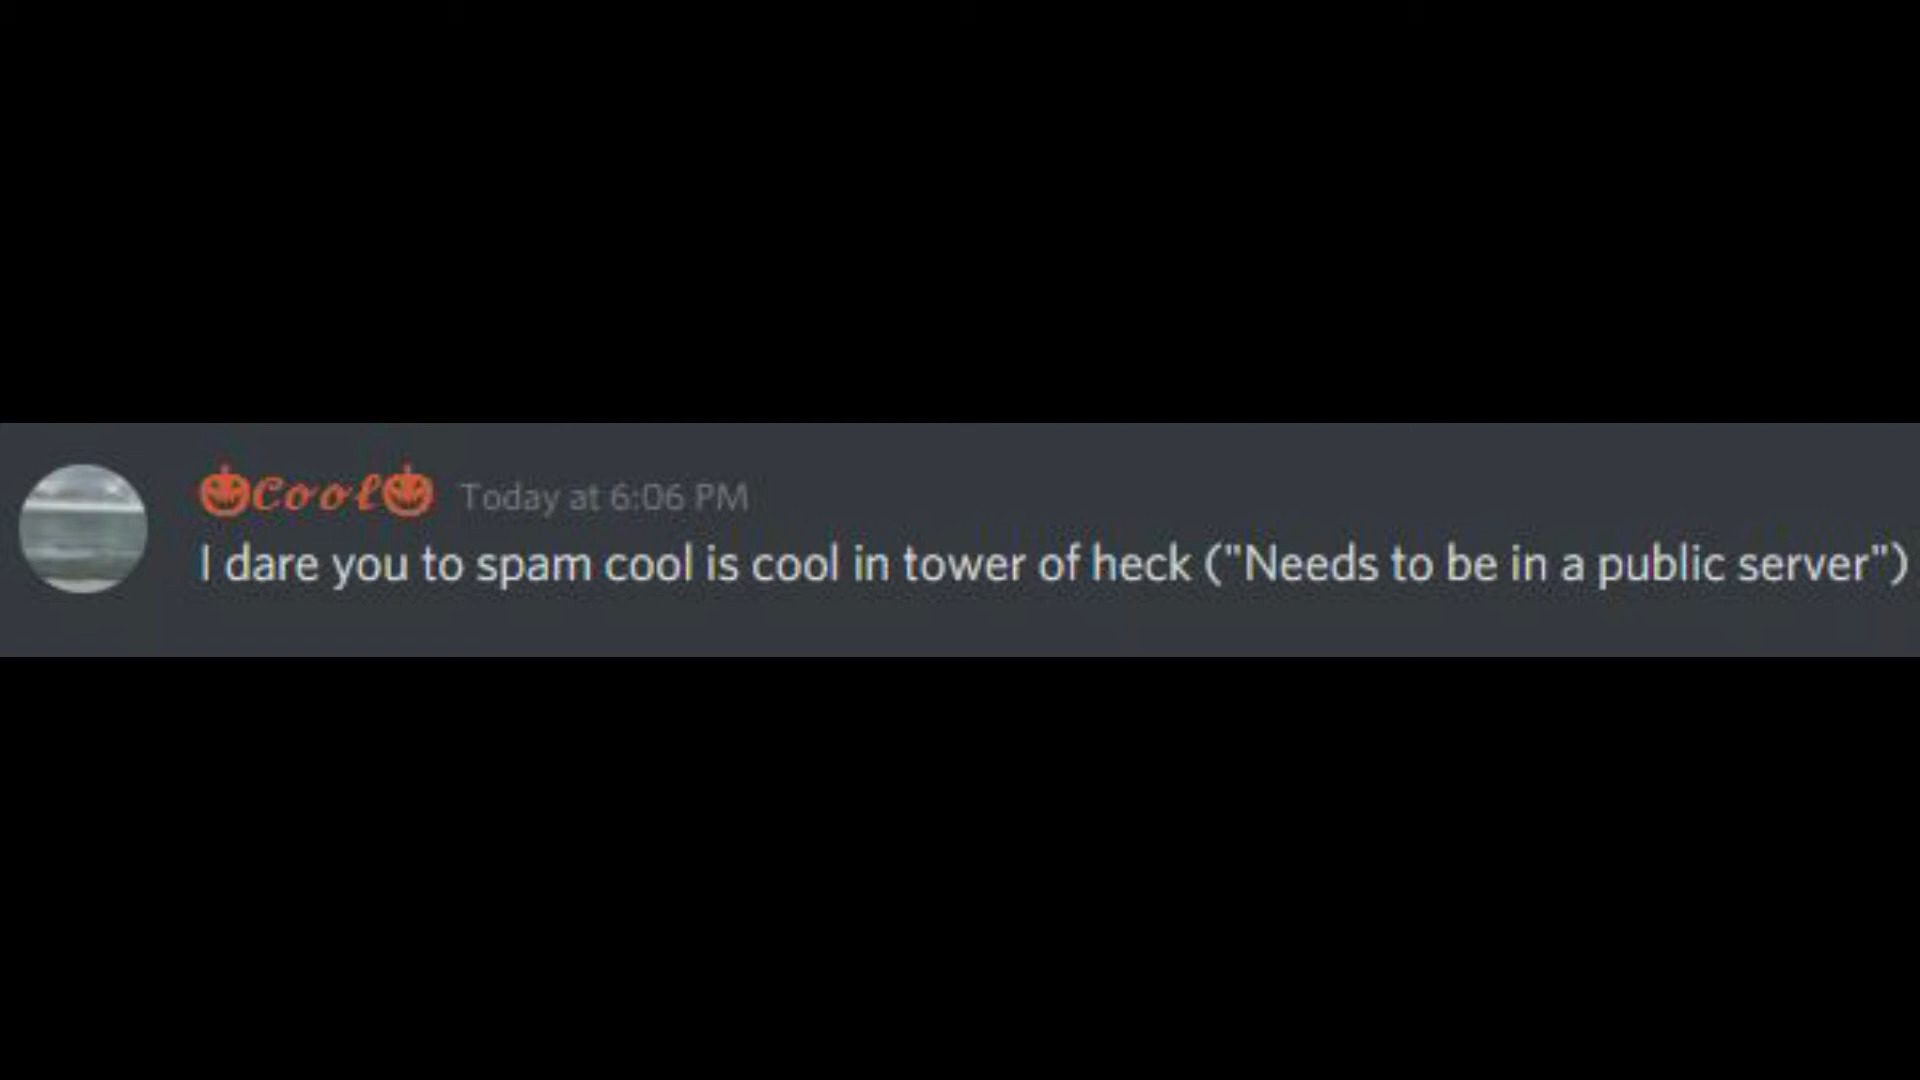 🎃𝓒𝓸𝓸𝓵🎃 Today at 6:06 PM
I dare you to spam cool is cool in tower of heck ("Needs to be in a public server")